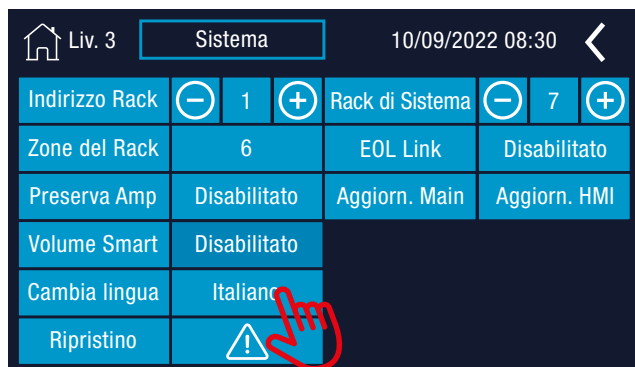 Liv. 3 Sistema 10/09/2022 08:30
Indirizzo Rack 1 Rack di Sistema 7
Zone del Rack 6 EOL Link Disabilitato
Preserva Amp Disabilitato Aggiorn. Main Aggiorn. HMI
Volume Smart Disabilitato
Cambia lingua Italiano
Ripristino